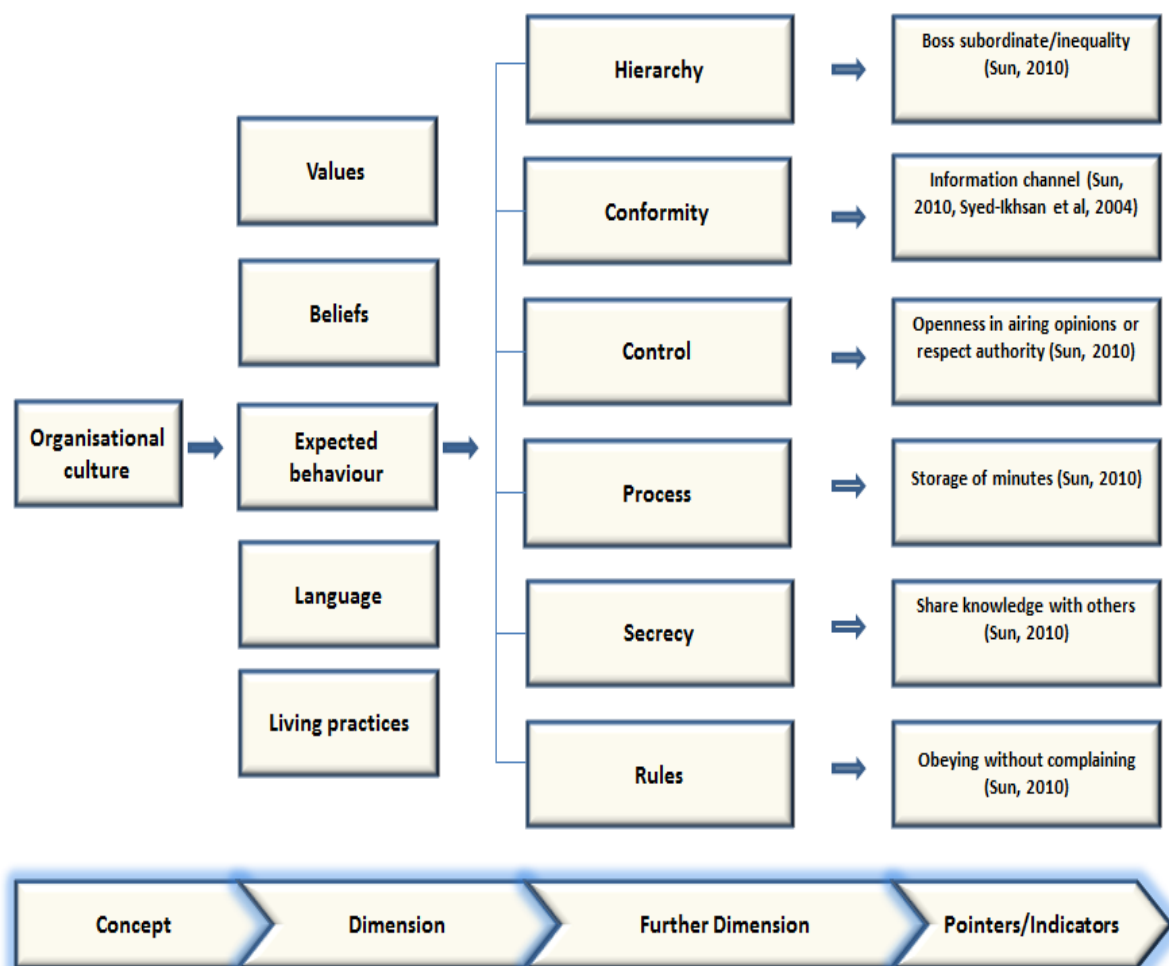 Organisational
culture
Values
Beliefs
Expected
behaviour
Language
Living practices
Hierarchy
Conformity
Control
Process
Secrecy
Rules
Boss subordinate/inequality
(Sun, 2010)
Information channel (Sun,
2010, Syed-Ikhsan et al, 2004)
Openness in airing opinions or
respect authority (Sun, 2010)
Storage of minutes (Sun, 2010)
Share knowledge with others
(Sun, 2010)
Obeying without complaining
(Sun, 2010)
Concept
Dimension
Further Dimension
Pointers/Indicators